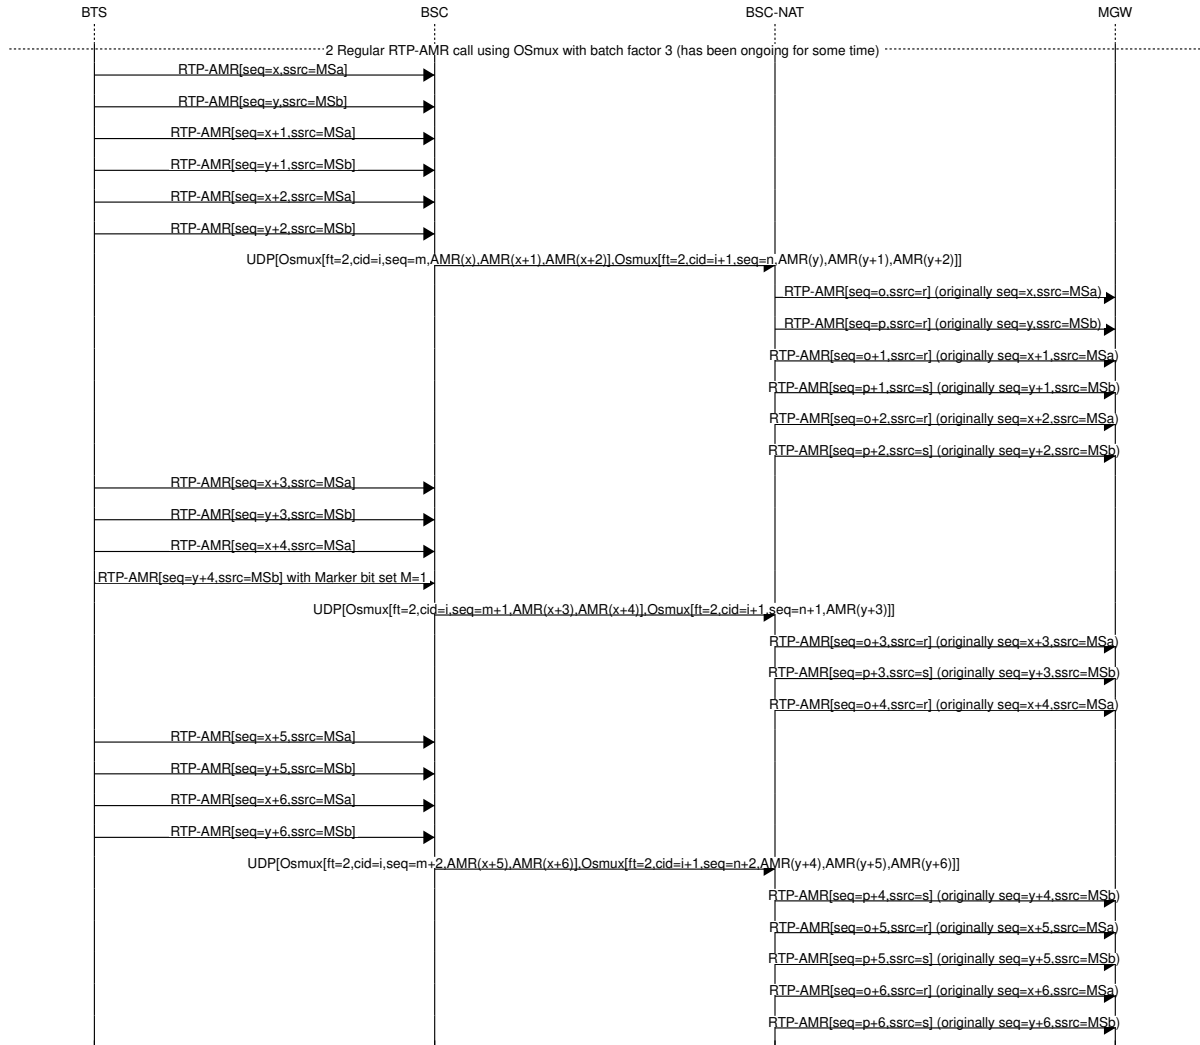 BTS BSC BSC-NAT MGW
2 Regular RTP-AMR call using OSmux with batch factor 3 (has been ongoing for some time)
RTP-AMR[seq=x,ssrc=MSa]
RTP-AMR[seq=y,ssrc=MSb]
RTP-AMR[seq=x+1,ssrc=MSa]
RTP-AMR[seq=y+1,ssrc=MSb]
RTP-AMR[seq=x+2,ssrc=MSa]
RTP-AMR[seq=y+2,ssrc=MSb]
UDP[Osmux[ft=2,cid=i,seq=m,AMR(x),AMR(x+1),AMR(x+2)],Osmux[ft=2,cid=i+1,seq=n,AMR(y),AMR(y+1),AMR(y+2)]]
RTP-AMR[seq=o,ssrc=r] (originally seq=x,ssrc=MSa)
RTP-AMR[seq=p,ssrc=r] (originally seq=y,ssrc=MSb)
RTP-AMR[seq=o+1,ssrc=r] (originally seq=x+1,ssrc=MSa)
RTP-AMR[seq=p+1,ssrc=s] (originally seq=y+1,ssrc=MSb)
RTP-AMR[seq=o+2,ssrc=r] (originally seq=x+2,ssrc=MSa)
RTP-AMR[seq=p+2,ssrc=s] (originally seq=y+2,ssrc=MSb)
RTP-AMR[seq=x+3,ssrc=MSa]
RTP-AMR[seq=y+3,ssrc=MSb]
RTP-AMR[seq=x+4,ssrc=MSa]
RTP-AMR[seq=y+4,ssrc=MSb] with Marker bit set M=1
UDP[Osmux[ft=2,cid=i,seq=m+1,AMR(x+3),AMR(x+4)],Osmux[ft=2,cid=i+1,seq=n+1,AMR(y+3)]]
RTP-AMR[seq=o+3,ssrc=r] (originally seq=x+3,ssrc=MSa)
RTP-AMR[seq=p+3,ssrc=s] (originally seq=y+3,ssrc=MSb)
RTP-AMR[seq=o+4,ssrc=r] (originally seq=x+4,ssrc=MSa)
RTP-AMR[seq=x+5,ssrc=MSa]
RTP-AMR[seq=y+5,ssrc=MSb]
RTP-AMR[seq=x+6,ssrc=MSa]
RTP-AMR[seq=y+6,ssrc=MSb]
UDP[Osmux[ft=2,cid=i,seq=m+2,AMR(x+5),AMR(x+6)],Osmux[ft=2,cid=i+1,seq=n+2,AMR(y+4),AMR(y+5),AMR(y+6)]]
RTP-AMR[seq=p+4,ssrc=s] (originally seq=y+4,ssrc=MSb)
RTP-AMR[seq=o+5,ssrc=r] (originally seq=x+5,ssrc=MSa)
RTP-AMR[seq=p+5,ssrc=s] (originally seq=y+5,ssrc=MSb)
RTP-AMR[seq=o+6,ssrc=r] (originally seq=x+6,ssrc=MSa)
RTP-AMR[seq=p+6,ssrc=s] (originally seq=y+6,ssrc=MSb)